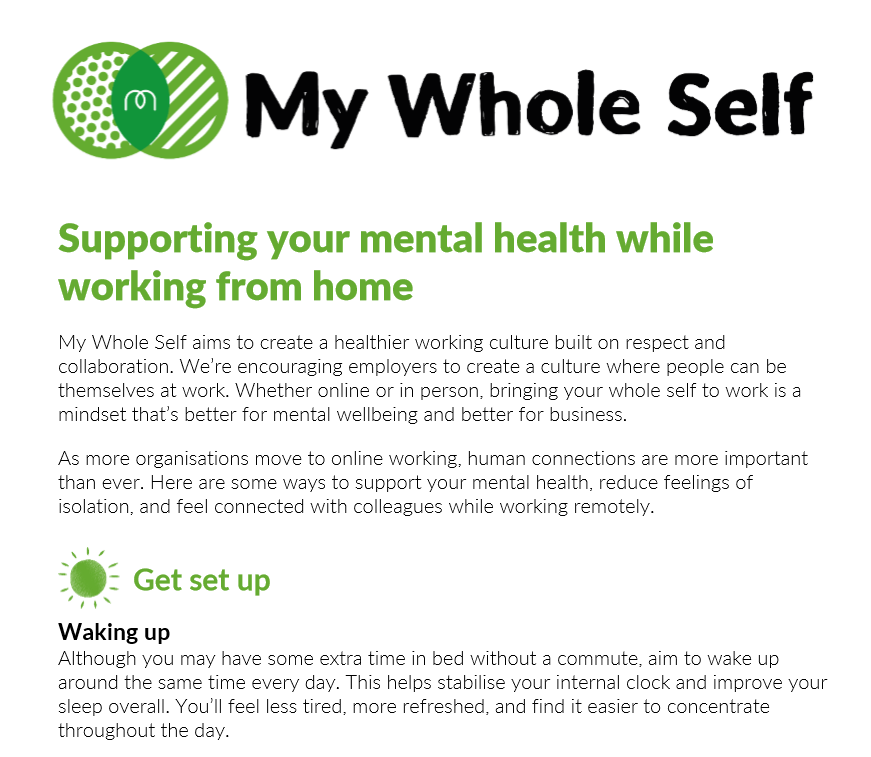 m
My Whole Self
Supporting your mental health while
working from home
My Whole Self aims to create a healthier working culture built on respect and
collaboration. We’re encouraging employers to create a culture where people can be
themselves at work. Whether online or in person, bringing your whole self to work is a
mindset that’s better for mental wellbeing and better for business.
As more organisations move to online working, human connections are more important
than ever. Here are some ways to support your mental health, reduce feelings of
isolation, and feel connected with colleagues while working remotely.
Get set up
Waking up
Although you may have some extra time in bed without a commute, aim to wake up
around the same time every day. This helps stabilise your internal clock and improve your
sleep overall. You’ll feel less tired, more refreshed, and find it easier to concentrate
throughout the day.